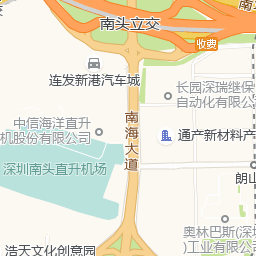 南头立交
收费
连发新港汽车城
长园深瑞继保
自动化有限公
中信海洋直升
机股份有限公司
南海大道
通产新材料产
深圳南头直升机场
朗山
奥林巴斯(深
)工业有限公
浩天文化创意园